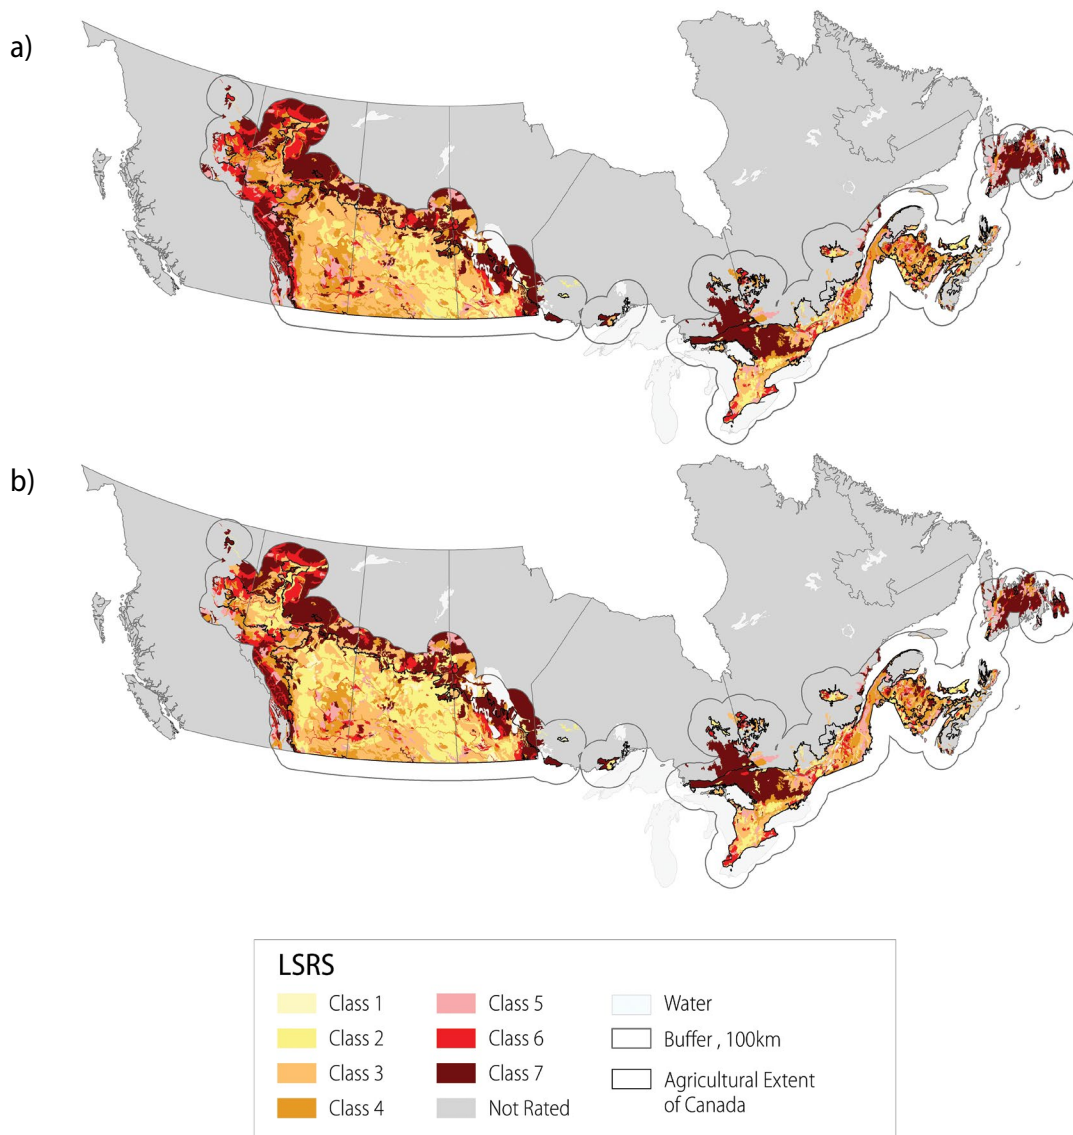 a)
b)
LSRS
Class 1
Class 2
Class 3
Class 4
Class 5
Class 6
Class 7
Not Rated
Water
Buffer , 100km
Agricultural Extent
of Canada